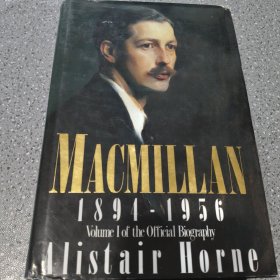 MACMILLAN
1894-1956
Volume I of the Official Biography
Alistair Horne